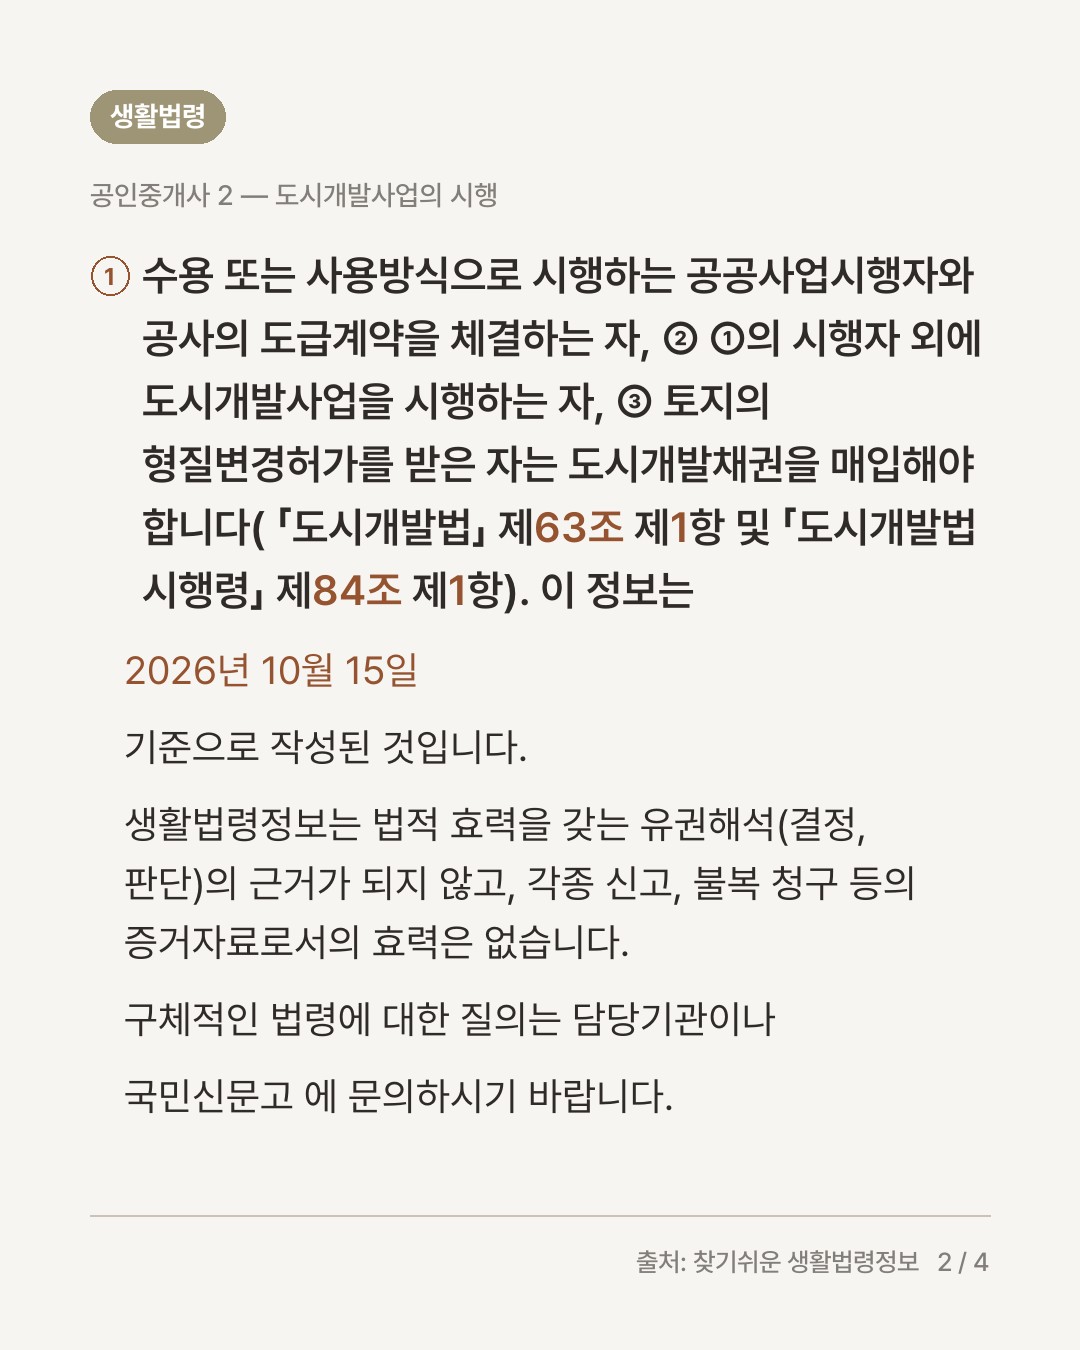 생활법령
공인중개사 2 — 도시개발사업의 시행
① 수용 또는 사용방식으로 시행하는 공공사업시행자와
공사의 도급계약을 체결하는 자, ② ①의 시행자 외에
도시개발사업을 시행하는 자, ③ 토지의
형질변경허가를 받은 자는 도시개발채권을 매입해야
합니다( 「도시개발법」 제63조 제1항 및 「도시개발법
시행령」 제84조 제1항). 이 정보는
2026년 10월 15일
기준으로 작성된 것입니다.
생활법령정보는 법적 효력을 갖는 유권해석(결정,
판단)의 근거가 되지 않고, 각종 신고, 불복 청구 등의
증거자료로서의 효력은 없습니다.
구체적인 법령에 대한 질의는 담당기관이나
국민신문고 에 문의하시기 바랍니다.
출처: 찾기쉬운 생활법령정보 2 / 4